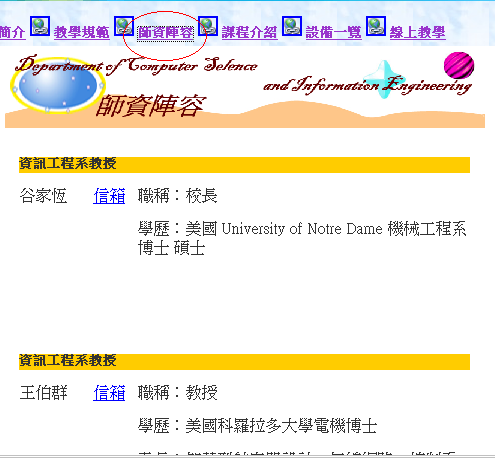 簡介 教學規範 師資陣容 課程介紹 設備一覽 線上教學
Department of Computer Selence
and Information Engineering
師資陣容
資訊工程系教授
谷家恆 信箱 職稱：校長
學歷：美國 University of Notre Dame 機械工程系
博士 碩士
資訊工程系教授
王伯群 信箱 職稱：教授
學歷：美國科羅拉多大學電機博士